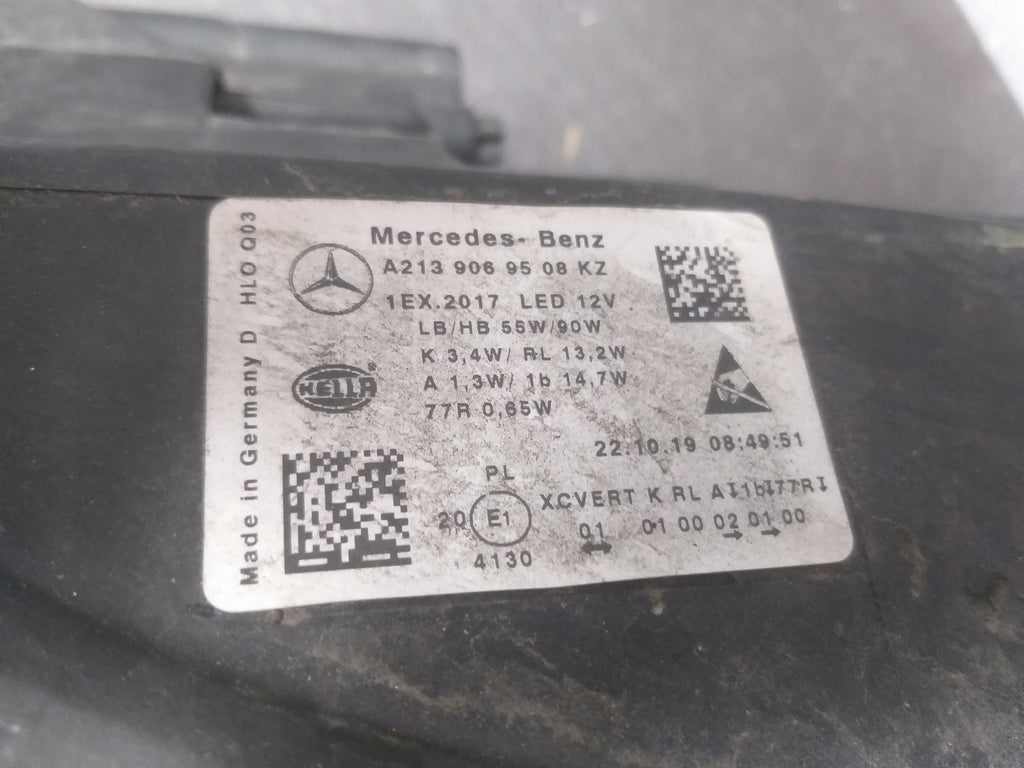 Mercedes-Benz
A213 906 95 08 KZ
1EX.2017 LED 12V
LB/HB 55W/90W
K 3,4W/ RL 13,2W
A 1,3W/ 1b 14,7W
77R 0,65W
HELLA
22.10.19 08:49:51
PL
XCVERT K RL A↧1b↧77R↧
20 E1
01 01 00 02 01 00
↔ → →
4130
Made in Germany D HLO Q03